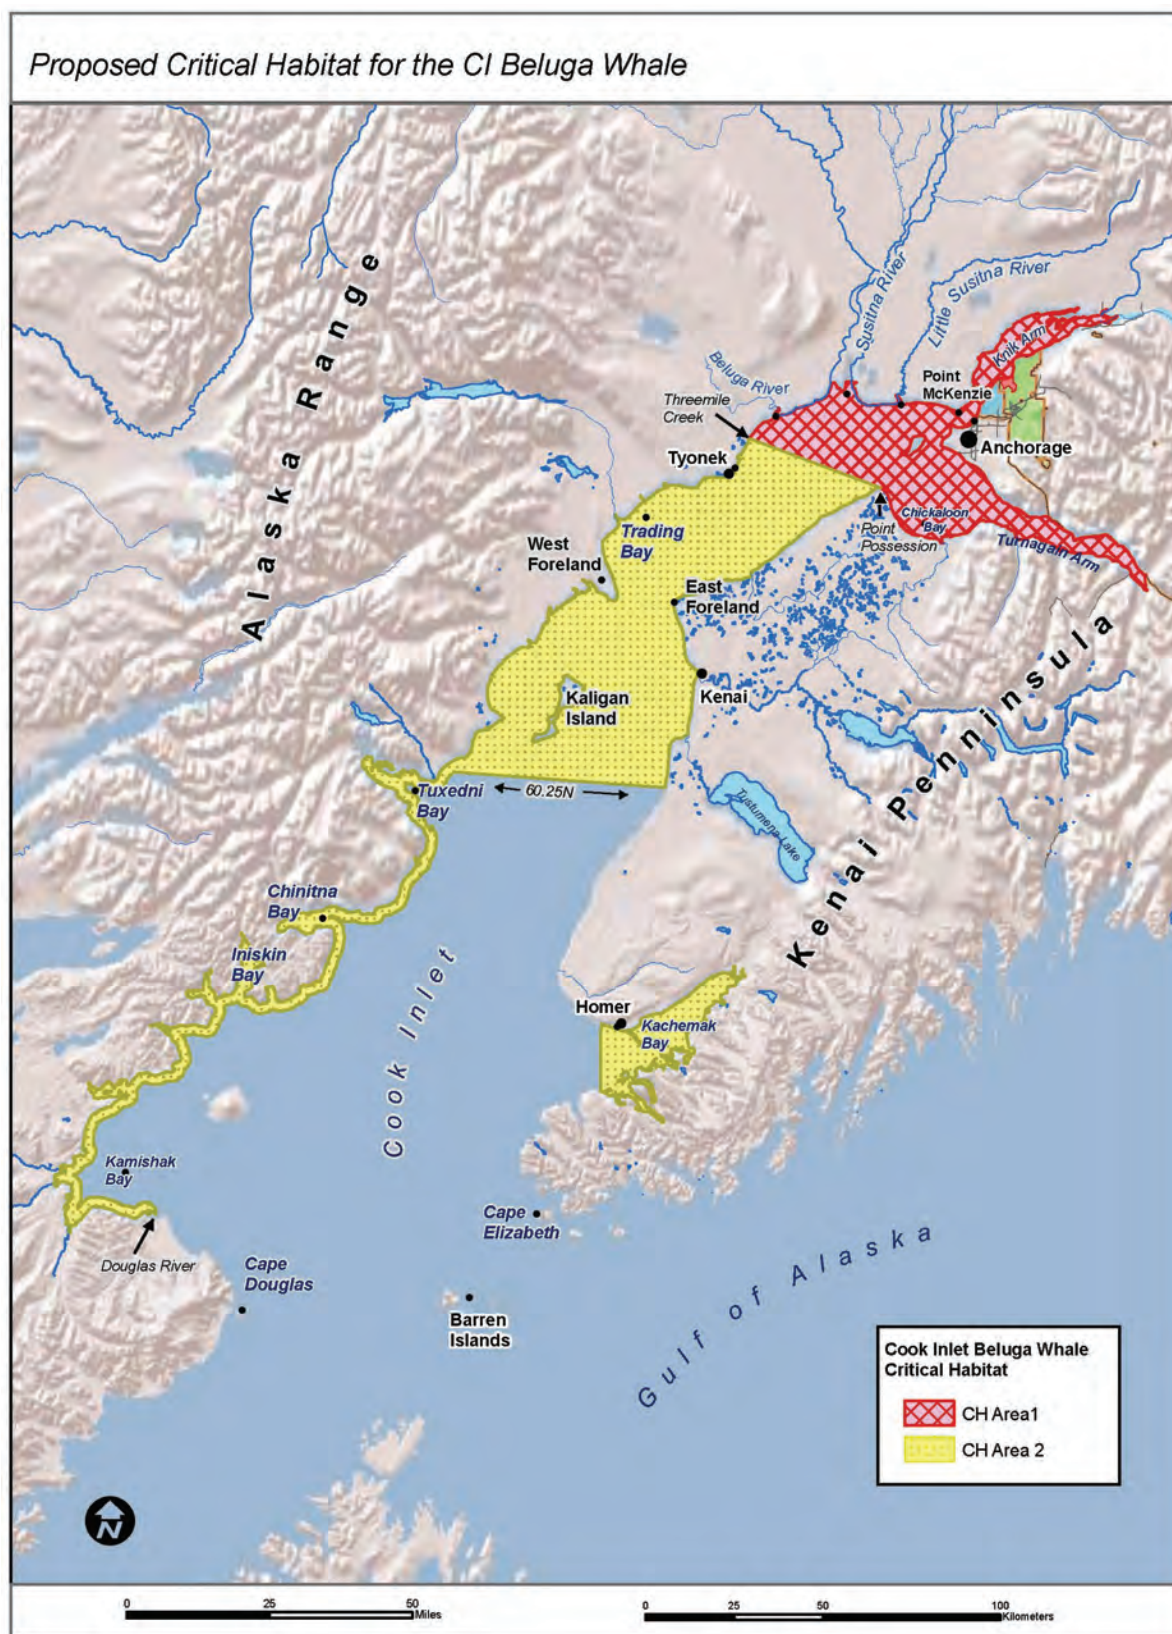 Proposed Critical Habitat for the CI Beluga Whale
Alaska Range
Susitna River
Little Susitna River
Knik Arm
Beluga River
Point
McKenzie
Threemile
Creek
Anchorage
Tyonek
Chickaloon
Bay
Trading
Bay
Point
Possession
Turnagain Arm
West
Foreland
East
Foreland
Kaligan
Island
Kenai
Kenai Penninsula
60.25N
Tuxedni
Bay
Tustumena Lake
Chinitna
Bay
Iniskin
Bay
Cook Inlet
Homer
Kachemak
Bay
Kamishak
Bay
Cape
Elizabeth
Douglas River
Cape
Douglas
Gulf of Alaska
Barren
Islands
Cook Inlet Beluga Whale
Critical Habitat
CH Area1
CH Area 2
N
0 25 50
Miles
0 25 50 100
Kilometers